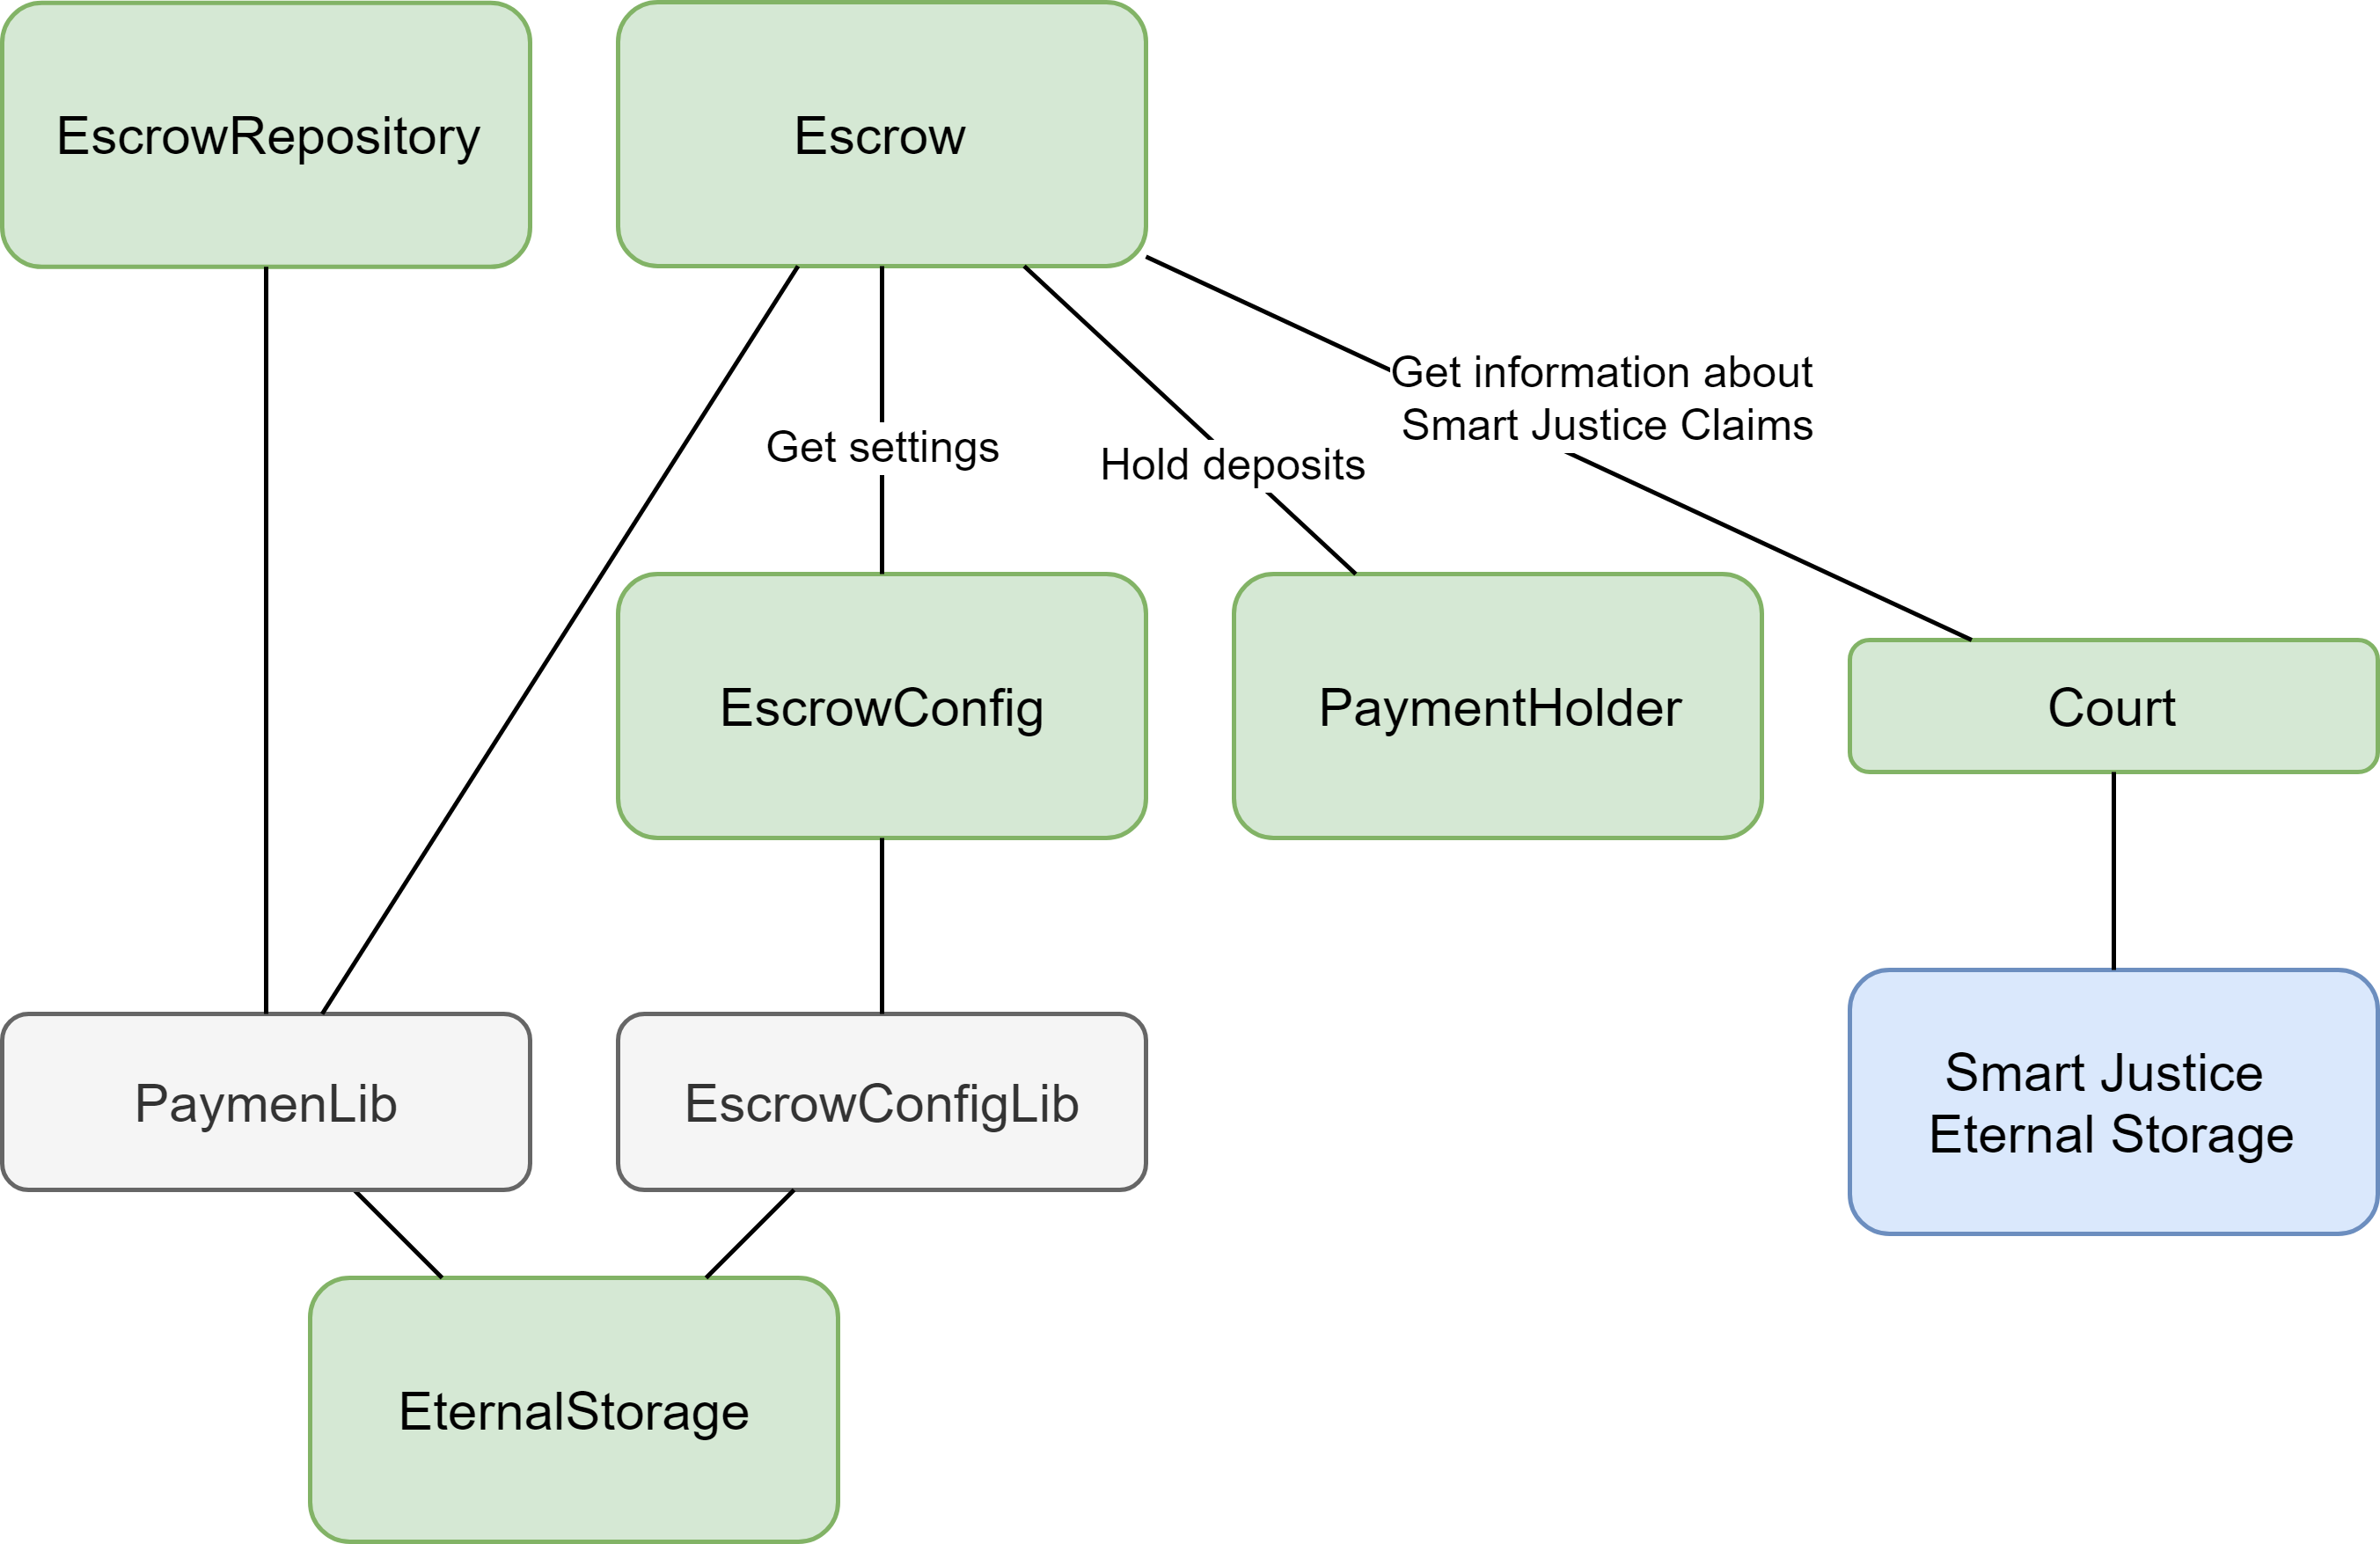 EscrowRepository
Escrow
Get information about
Smart Justice Claims
Get settings
Hold deposits
EscrowConfig
PaymentHolder
Court
PaymenLib
EscrowConfigLib
Smart Justice
Eternal Storage
EternalStorage